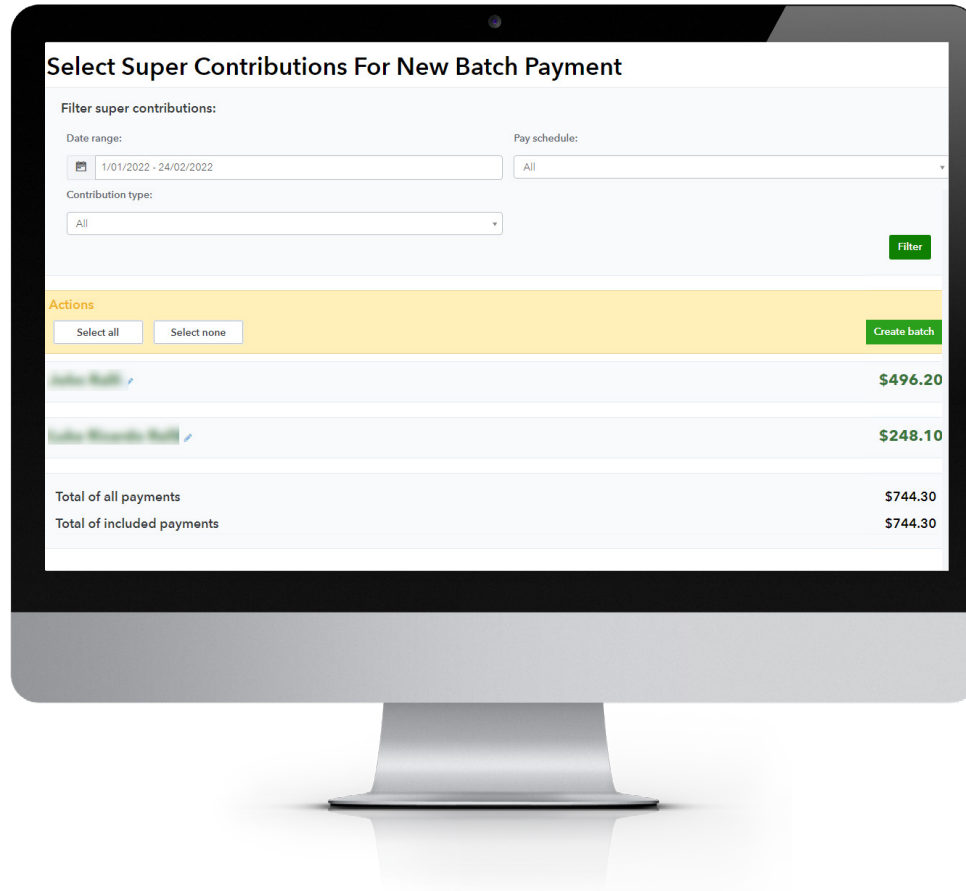 Select Super Contributions For New Batch Payment
Filter super contributions:
Date range:
Pay schedule:
1/01/2022 - 24/02/2022
All
Contribution type:
All
Filter
Actions
Select all
Select none
Create batch
$496.20
$248.10
Total of all payments
$744.30
Total of included payments
$744.30